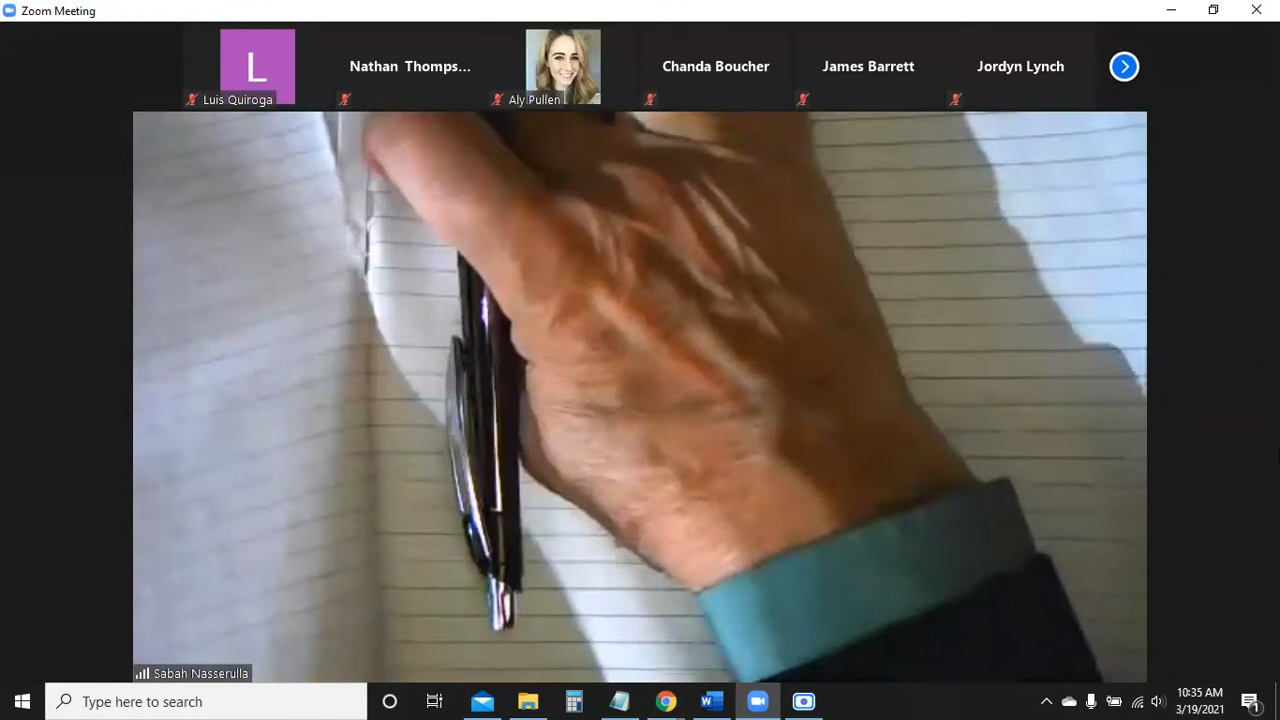 Zoom Meeting
L
Luis Quiroga
Nathan Thomps...
Aly Pullen
Chanda Boucher
James Barrett
Jordyn Lynch
Sabah Nasserulla
Type here to search
10:35 AM
3/19/2021
1